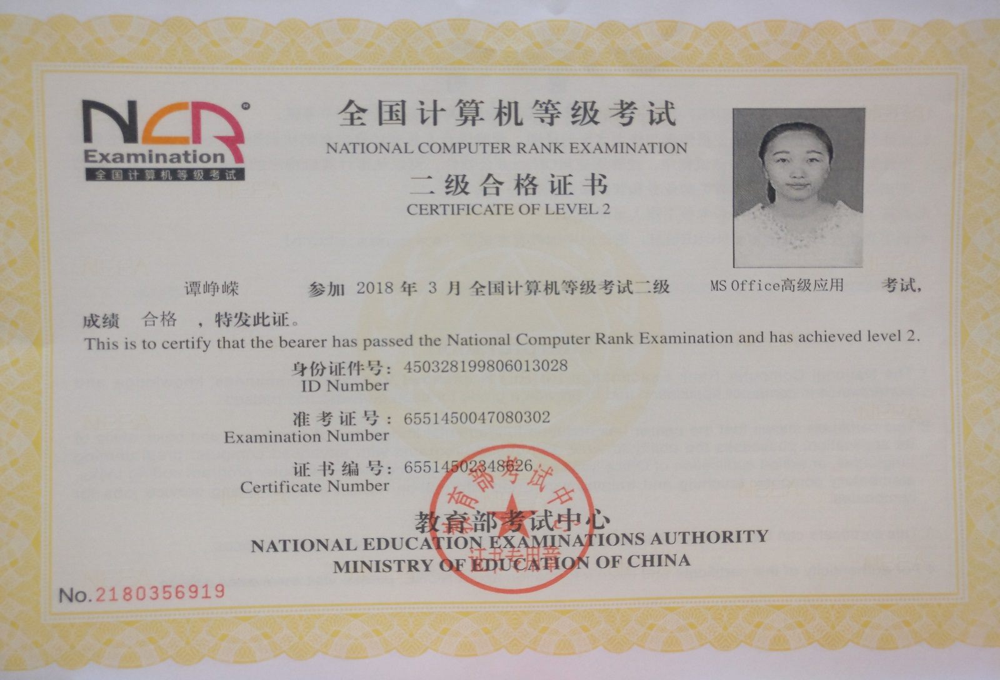 NCR®
Examination
全国计算机等级考试
全国计算机等级考试
NATIONAL COMPUTER RANK EXAMINATION
二级合格证书
CERTIFICATE OF LEVEL 2
谭峥嵘 参加 2018 年 3 月 全国计算机等级考试二级 MS Office高级应用 考试,
成绩 合格 ，特发此证。
This is to certify that the bearer has passed the National Computer Rank Examination and has achieved level 2.
身份证件号: 450328199806013028
ID Number
准考证号: 6551450047080302
Examination Number
证书编号: 65514502348626
Certificate Number
教育部考试中心
NATIONAL EDUCATION EXAMINATIONS AUTHORITY
MINISTRY OF EDUCATION OF CHINA
教育部考试中心
证书专用章
No.2180356919